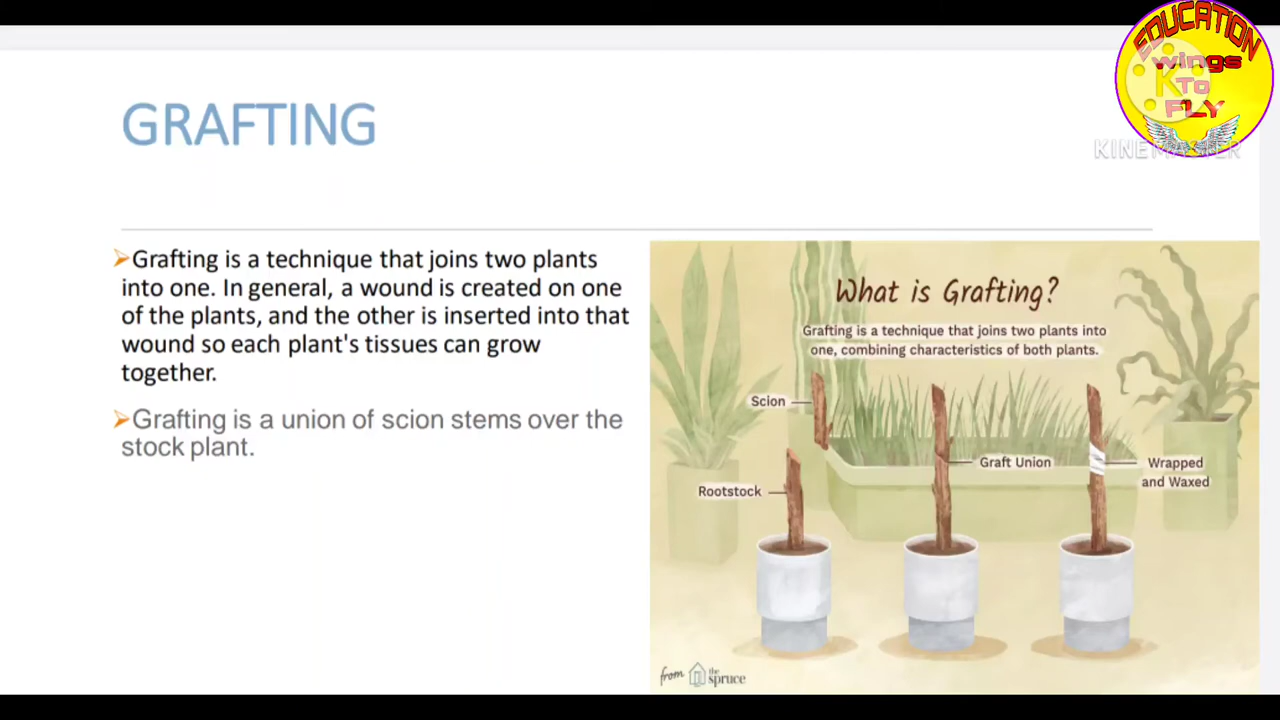 EDUCATION
wings
To
FLY
KINEMASTER
GRAFTING
➢Grafting is a technique that joins two plants
into one. In general, a wound is created on one
of the plants, and the other is inserted into that
wound so each plant's tissues can grow
together.
➢Grafting is a union of scion stems over the
stock plant.
What is Grafting?
Grafting is a technique that joins two plants into
one, combining characteristics of both plants.
Scion
Graft Union
Wrapped
and Waxed
Rootstock
from the spruce